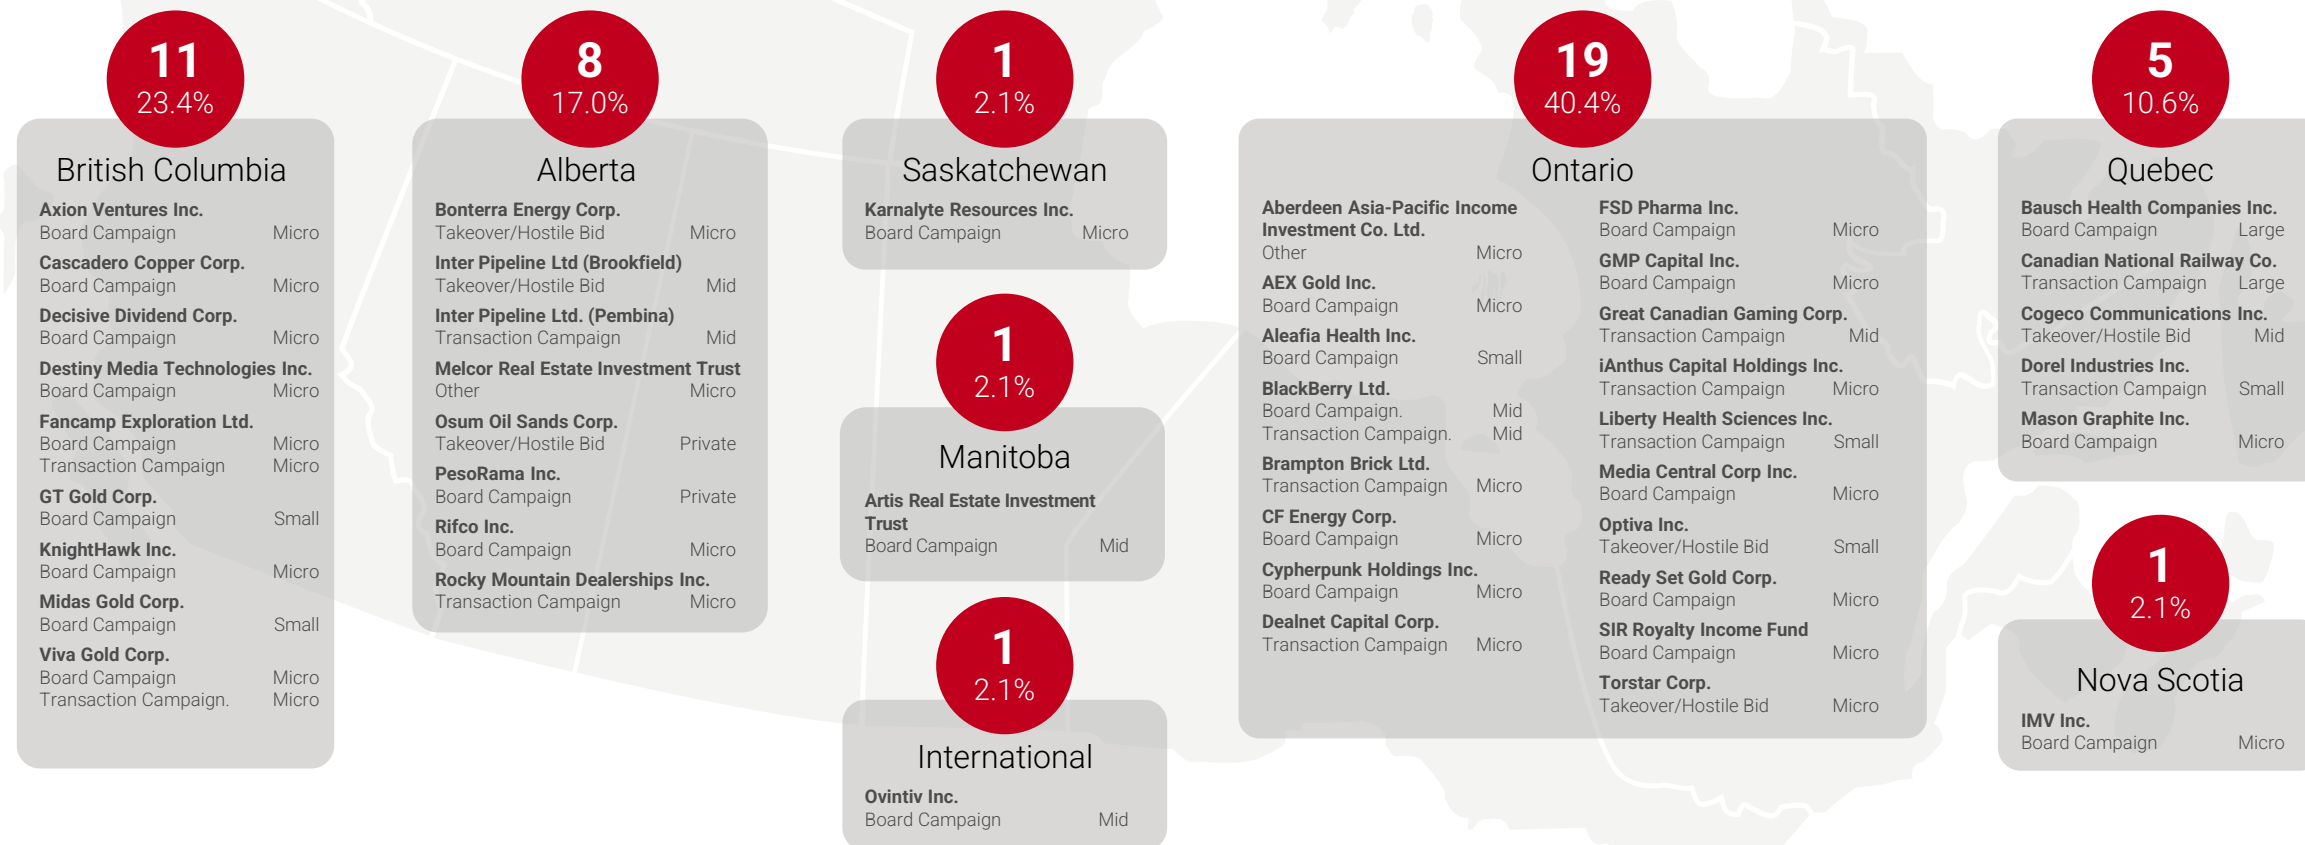 11
23.4%
British Columbia
Axion Ventures Inc.
Board Campaign Micro
Cascadero Copper Corp.
Board Campaign Micro
Decisive Dividend Corp.
Board Campaign Micro
Destiny Media Technologies Inc.
Board Campaign Micro
Fancamp Exploration Ltd.
Board Campaign Micro
Transaction Campaign Micro
GT Gold Corp.
Board Campaign Small
KnightHawk Inc.
Board Campaign Micro
Midas Gold Corp.
Board Campaign Small
Viva Gold Corp.
Board Campaign Micro
Transaction Campaign. Micro
8
17.0%
Alberta
Bonterra Energy Corp.
Takeover/Hostile Bid Micro
Inter Pipeline Ltd (Brookfield)
Takeover/Hostile Bid Mid
Inter Pipeline Ltd. (Pembina)
Transaction Campaign Mid
Melcor Real Estate Investment Trust
Other Micro
Osum Oil Sands Corp.
Takeover/Hostile Bid Private
PesoRama Inc.
Board Campaign Private
Rifco Inc.
Board Campaign Micro
Rocky Mountain Dealerships Inc.
Transaction Campaign Micro
1
2.1%
Saskatchewan
Karnalyte Resources Inc.
Board Campaign Micro
1
2.1%
Manitoba
Artis Real Estate Investment
Trust
Board Campaign Mid
1
2.1%
International
Ovintiv Inc.
Board Campaign Mid
19
40.4%
Ontario
Aberdeen Asia-Pacific Income
Investment Co. Ltd.
Other Micro
AEX Gold Inc.
Board Campaign Micro
Aleafia Health Inc.
Board Campaign Small
BlackBerry Ltd.
Board Campaign. Mid
Transaction Campaign. Mid
Brampton Brick Ltd.
Transaction Campaign Micro
CF Energy Corp.
Board Campaign Micro
Cypherpunk Holdings Inc.
Board Campaign Micro
Dealnet Capital Corp.
Transaction Campaign Micro
FSD Pharma Inc.
Board Campaign Micro
GMP Capital Inc.
Board Campaign Micro
Great Canadian Gaming Corp.
Transaction Campaign Mid
iAnthus Capital Holdings Inc.
Transaction Campaign Micro
Liberty Health Sciences Inc.
Transaction Campaign Small
Media Central Corp Inc.
Board Campaign Micro
Optiva Inc.
Takeover/Hostile Bid Small
Ready Set Gold Corp.
Board Campaign Micro
SIR Royalty Income Fund
Board Campaign Micro
Torstar Corp.
Takeover/Hostile Bid Micro
5
10.6%
Quebec
Bausch Health Companies Inc.
Board Campaign Large
Canadian National Railway Co.
Transaction Campaign Large
Cogeco Communications Inc.
Takeover/Hostile Bid Mid
Dorel Industries Inc.
Transaction Campaign Small
Mason Graphite Inc.
Board Campaign Micro
1
2.1%
Nova Scotia
IMV Inc.
Board Campaign Micro